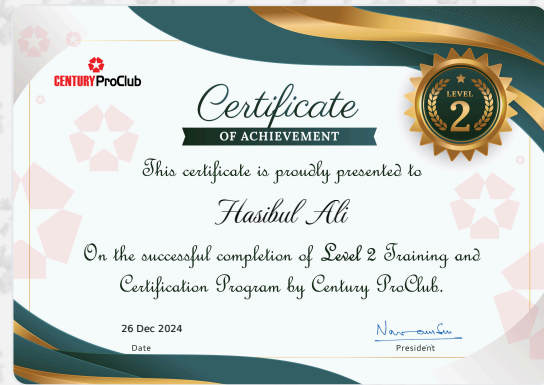 CENTURY ProClub
Certificate
OF ACHIEVEMENT
LEVEL
2
This certificate is proudly presented to
Hasibul Ali
On the successful completion of Level 2 Training and
Certification Program by Century ProClub.
26 Dec 2024
Date
President